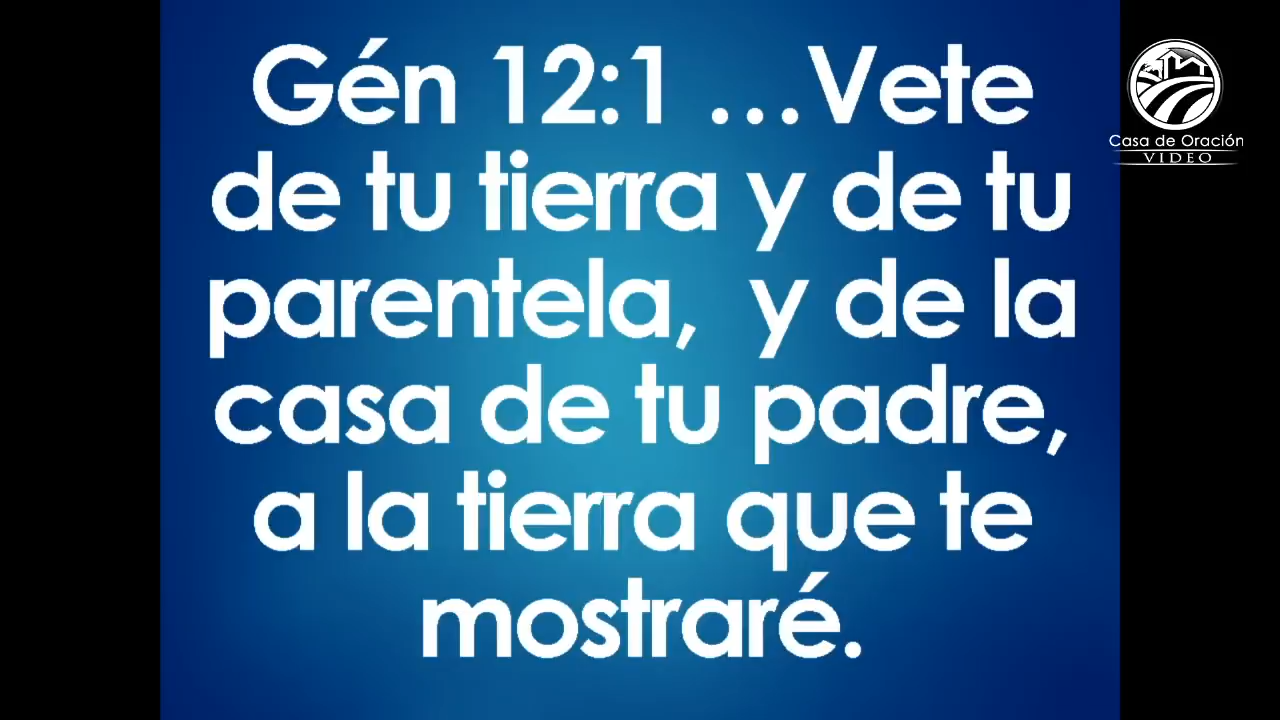 Gén 12:1 ...Vete
de tu tierra y de tu
parentela, y de la
casa de tu padre,
a la tierra que te
mostraré.
Casa de Oración
VIDEO